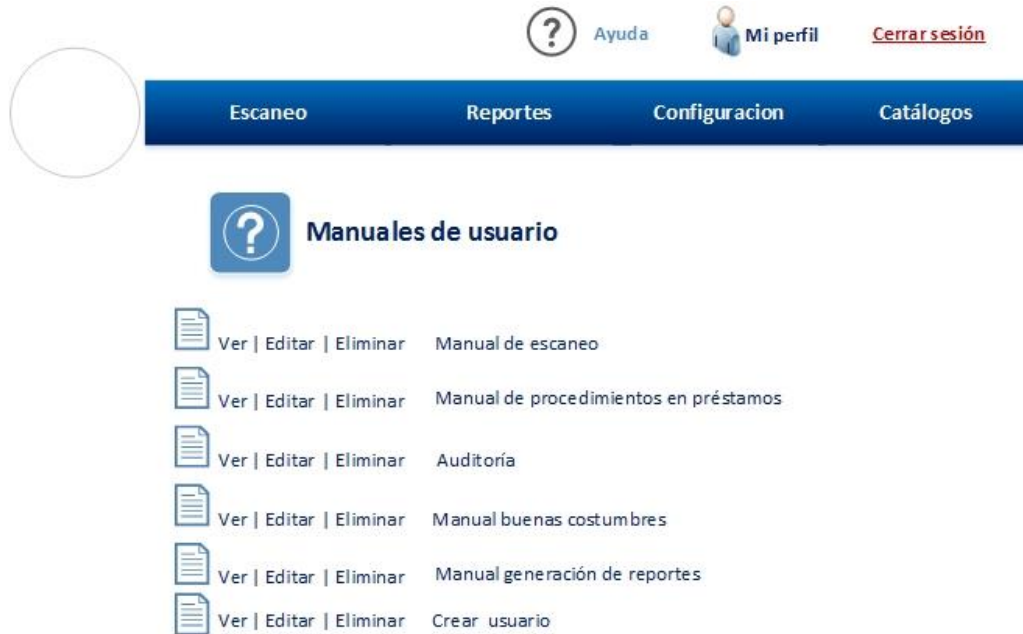 ? Ayuda Mi perfil Cerrar sesión
Escaneo Reportes Configuracion Catálogos
? Manuales de usuario
Ver | Editar | Eliminar Manual de escaneo
Ver | Editar | Eliminar Manual de procedimientos en préstamos
Ver | Editar | Eliminar Auditoría
Ver | Editar | Eliminar Manual buenas costumbres
Ver | Editar | Eliminar Manual generación de reportes
Ver | Editar | Eliminar Crear usuario